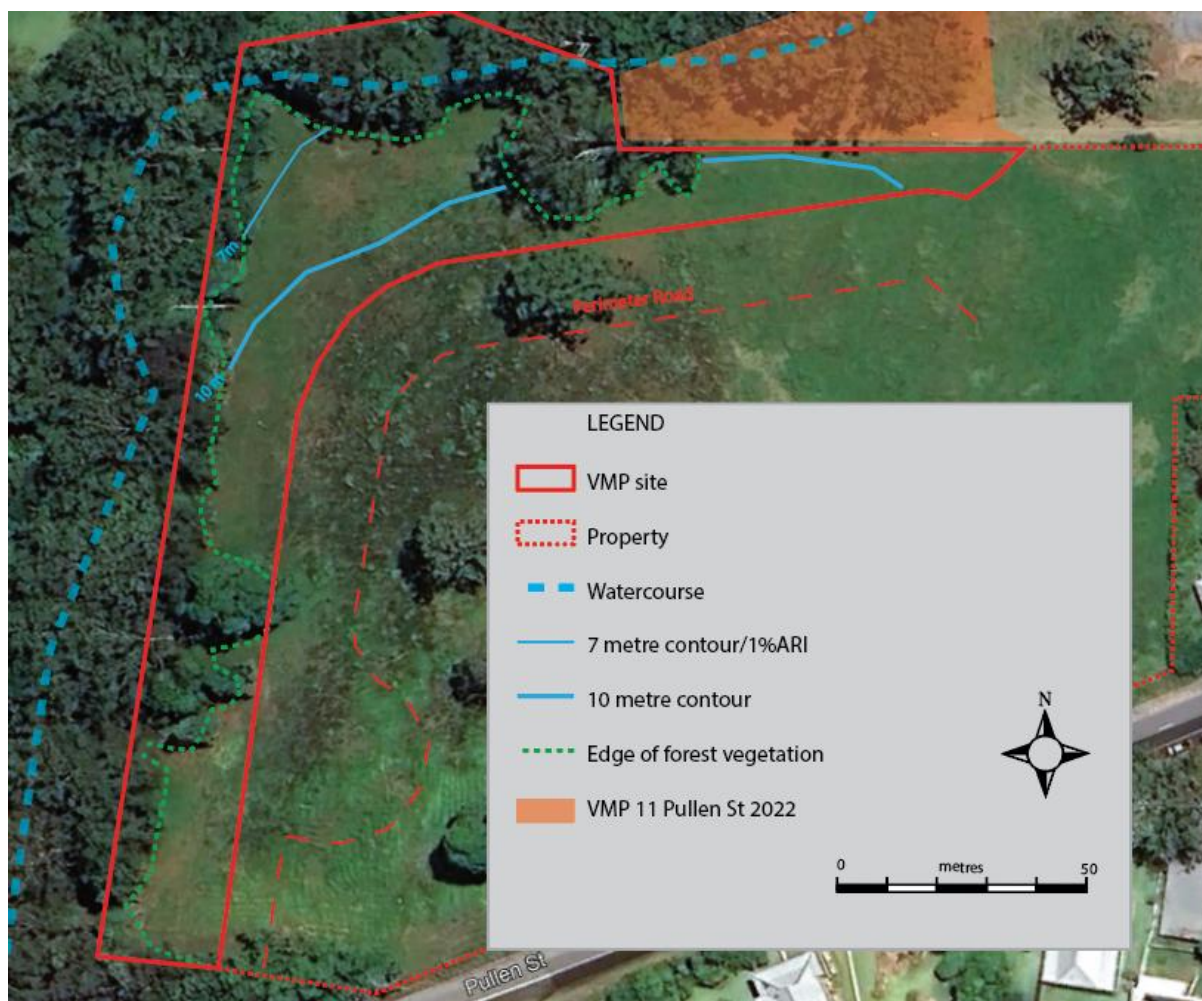 7m
10 m
Perimeter Road
LEGEND
VMP site
Property
Watercourse
7 metre contour/1%ARI
10 metre contour
Edge of forest vegetation
VMP 11 Pullen St 2022
N
0
metres
50
Pullen St